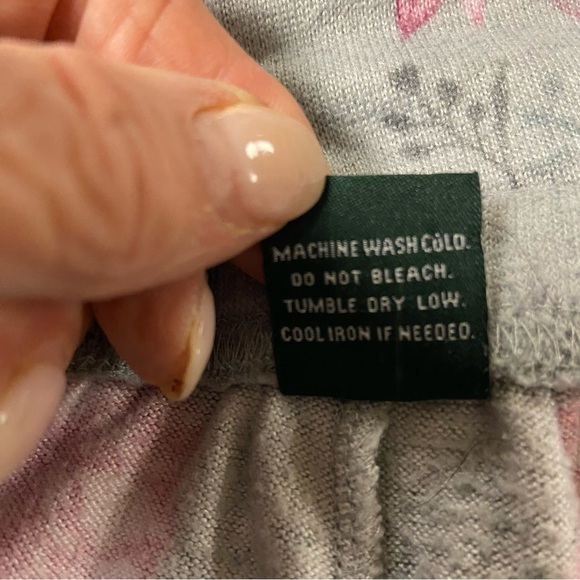 MACHINE WASH COLD.
DO NOT BLEACH.
TUMBLE DRY LOW.
COOL IRON IF NEEDED.